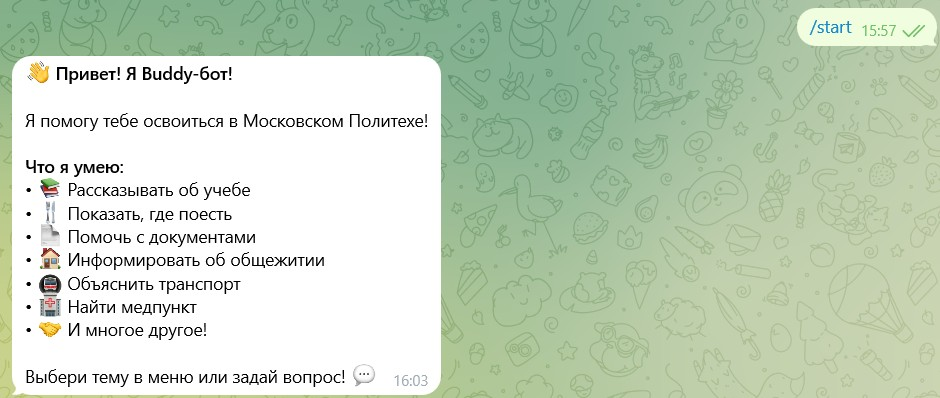 /start 15:57
👋 Привет! Я Buddy-бот!
Я помогу тебе освоиться в Московском Политехе!
Что я умею:
• 📚 Рассказывать об учебе
• 🍴 Показать, где поесть
• 📄 Помочь с документами
• 🏠 Информировать об общежитии
• 🚇 Объяснить транспорт
• 🏥 Найти медпункт
• 🤝 И многое другое!
Выбери тему в меню или задай вопрос! 💬 16:03